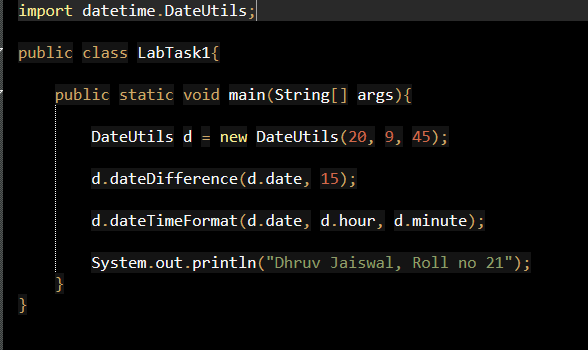 import datetime.DateUtils;
public class LabTask1{
public static void main(String[] args){
DateUtils d = new DateUtils(20, 9, 45);
d.dateDifference(d.date, 15);
d.dateTimeFormat(d.date, d.hour, d.minute);
System.out.println("Dhruv Jaiswal, Roll no 21");
}
}